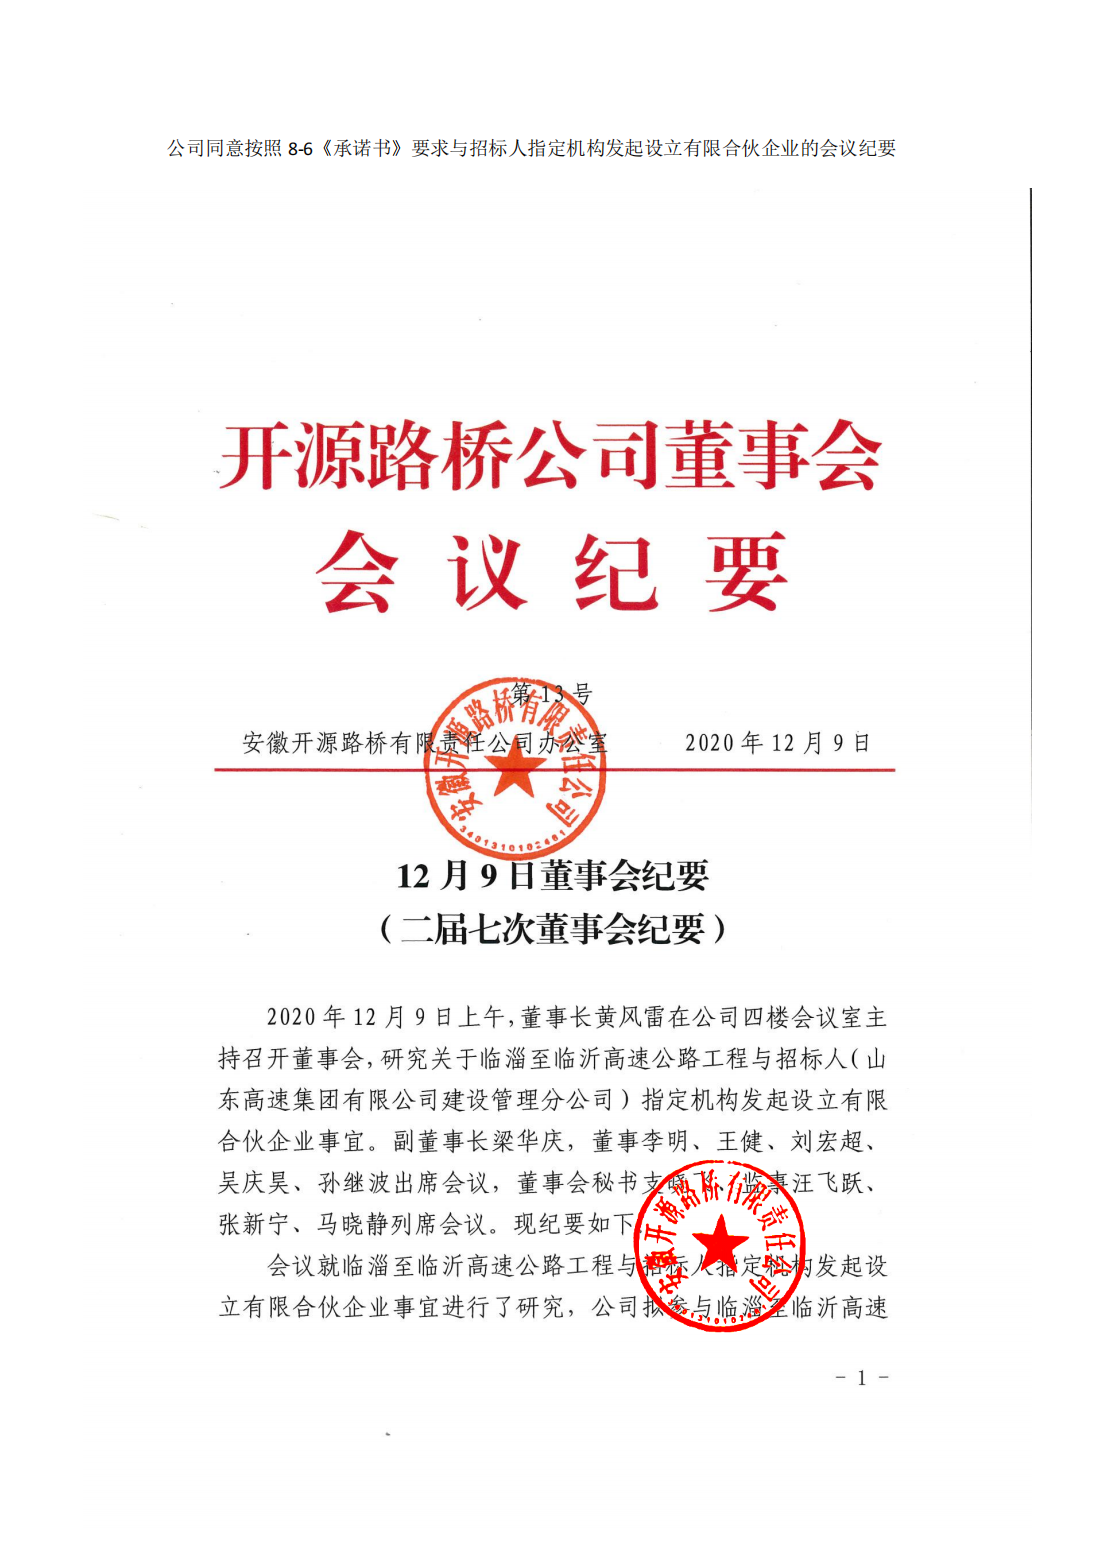 公司同意按照 8-6《承诺书》要求与招标人指定机构发起设立有限合伙企业的会议纪要
开源路桥公司董事会
会议纪要
第 13 号
安徽开源路桥有限责任公司办公室 2020 年 12 月 9 日
安徽开源路桥有限责任公司
12 月 9 日董事会纪要
（二届七次董事会纪要）
2020 年 12 月 9 日上午，董事长黄风雷在公司四楼会议室主
持召开董事会，研究关于临淄至临沂高速公路工程与招标人（山
东高速集团有限公司建设管理分公司）指定机构发起设立有限
合伙企业事宜。副董事长梁华庆，董事李明、王健、刘宏超、
吴庆昊、孙继波出席会议，董事会秘书支 、监事汪飞跃、
张新宁、马晓静列席会议。现纪要如下
会议就临淄至临沂高速公路工程与招标人指定机构发起设
立有限合伙企业事宜进行了研究，公司拟参与临淄至临沂高速
安徽开源路桥有限责任公司
- 1 -